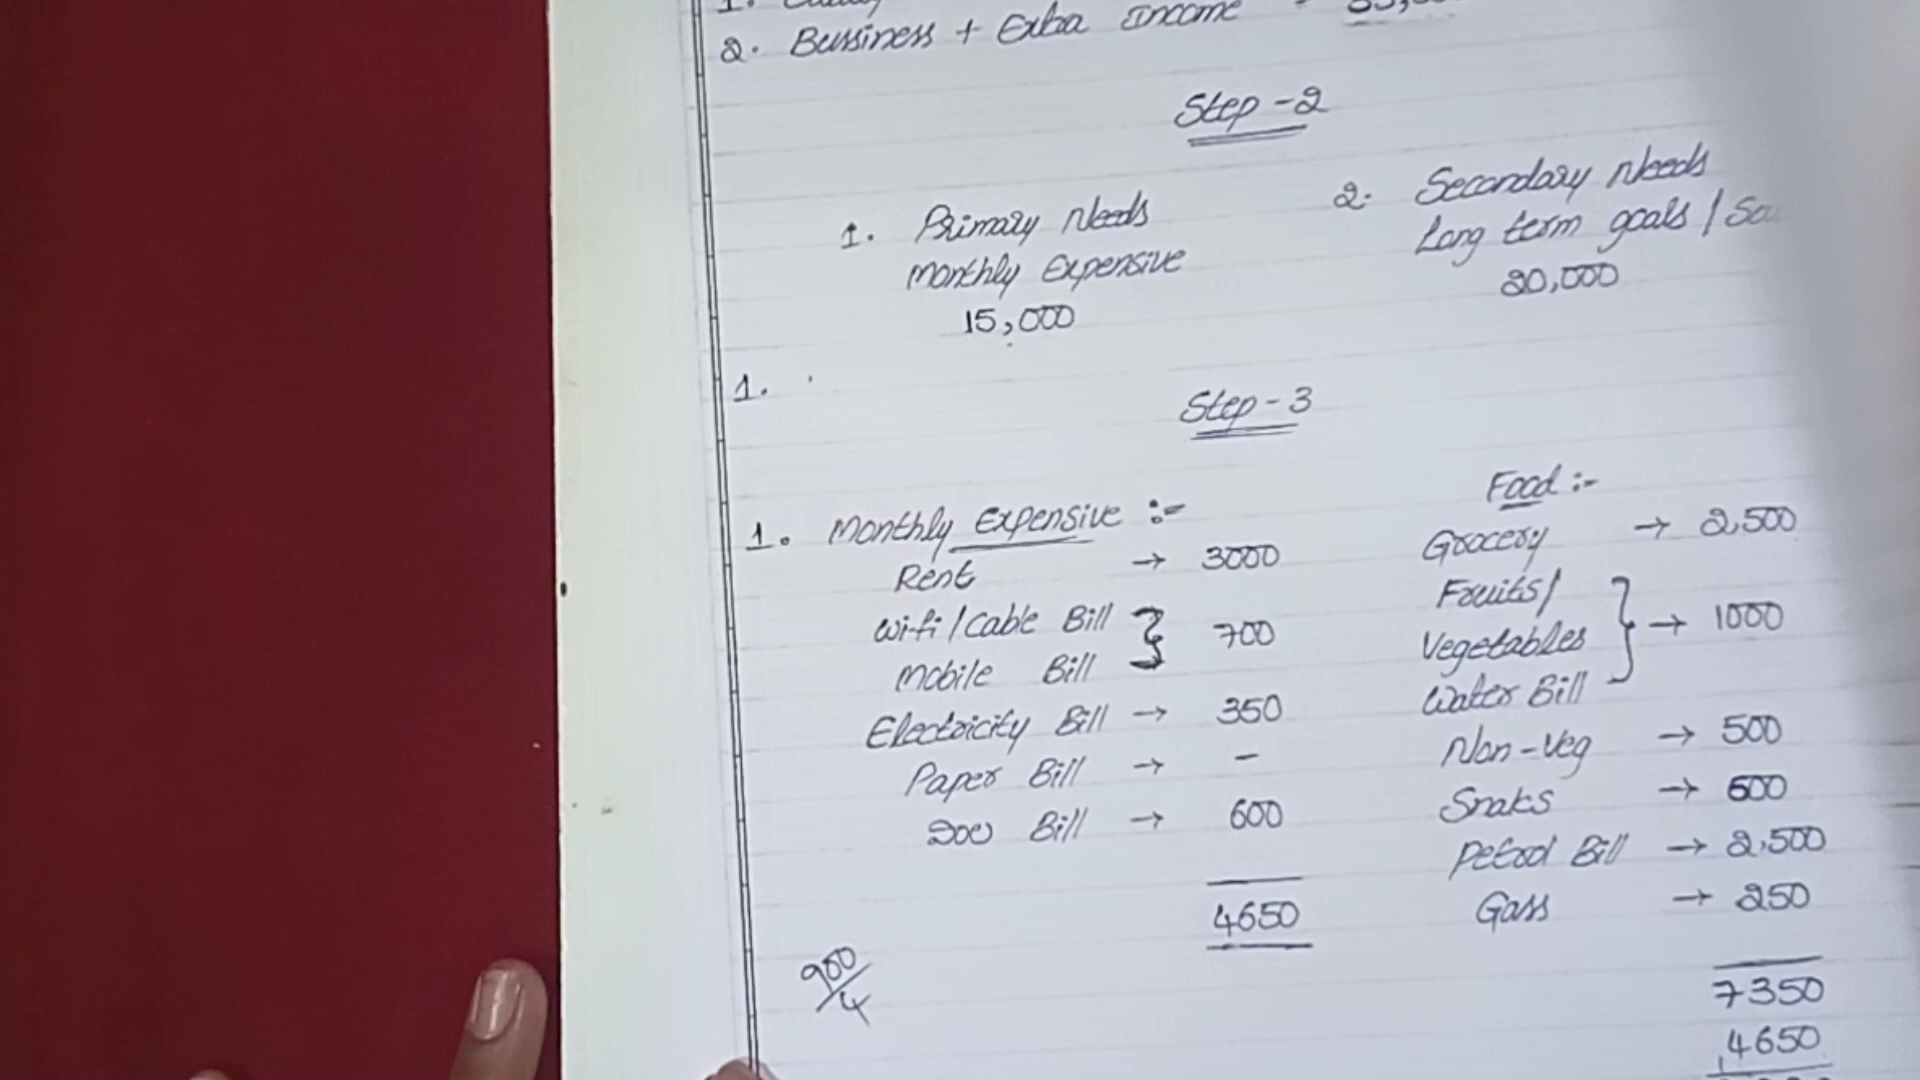 2. Bussiness + Extra Income -
Step-2
1. Primary Needs
Monthly Expensive
15,000
2. Secondary Needs
Long term goals /
20,000
1.
Step-3
1. Monthly Expensive :-
Rent → 3000
Wi-fi / Cable Bill } 700
Mobile Bill
Electricity Bill → 350
Paper Bill → -
Bill → 600
4650
900/4
Food :-
Grocery → 2,500
Fruits/
Vegetables } → 1000
Water Bill
Non-Veg → 500
Snaks → 600
Petrol Bill → 2,500
Gass → 250
7350
4650